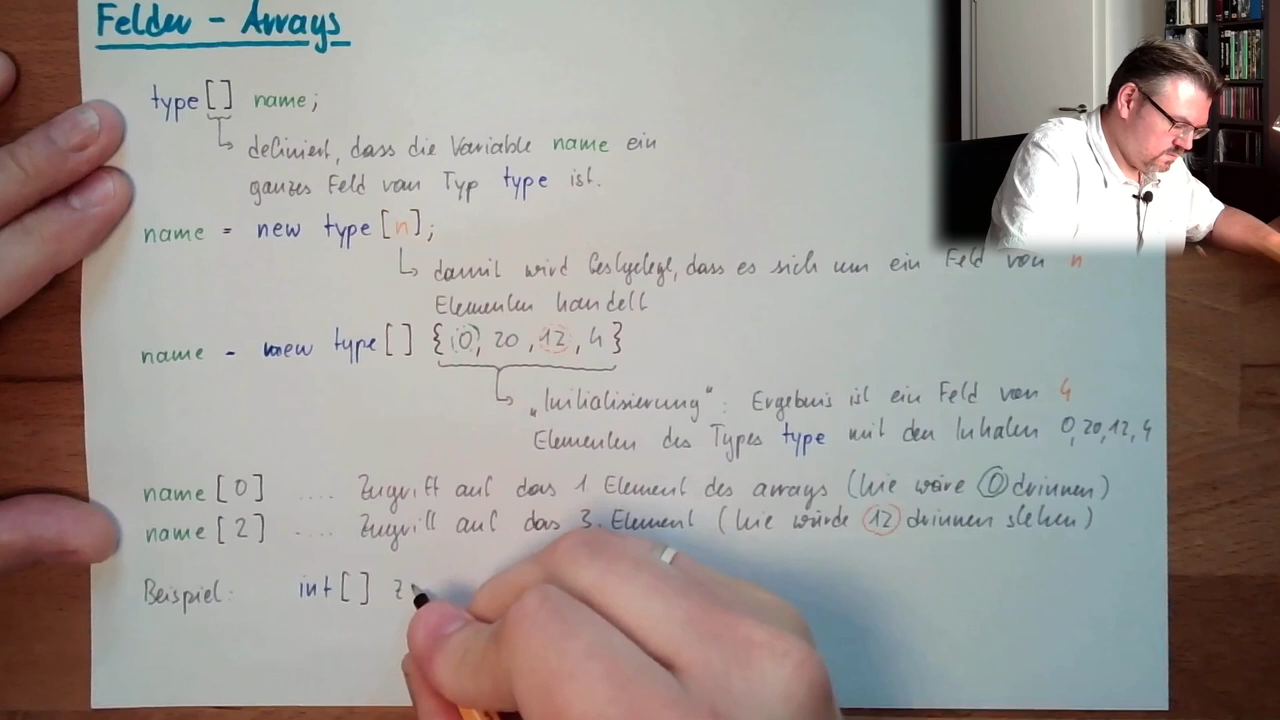 Felder - Arrays
type[] name;
definiert, dass die Variable name ein
ganzes Feld vom Typ type ist.
name = new type [n];
damit wird festgelegt, dass es sich um ein Feld von n
Elementen handelt
name - new type [] {0, 20, 12, 4}
"Initialisierung": Ergebnis ist ein Feld von 4
Elementen des Types type mit den Inhalten 0,20,12,4
name [0] .... Zugriff auf das 1 Element des arrays (hie wäre 0 drinnen)
name [2] .... Zugriff auf das 3. Element (hie würde 12 drinnen stehen)
Beispiel: int [] z